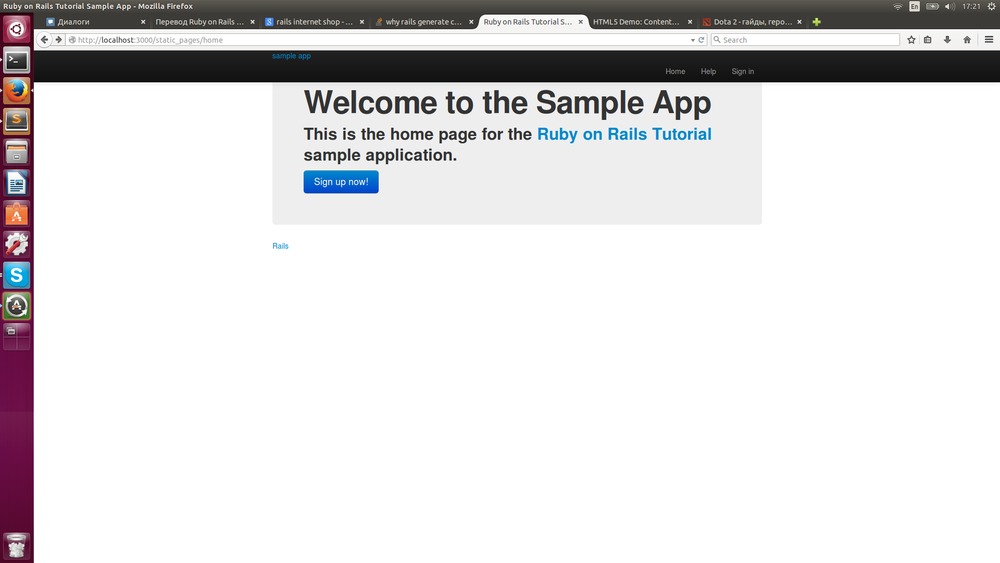 Ruby on Rails Tutorial Sample App - Mozilla Firefox
En
17:21
Диалоги
Перевод Ruby on Rails ...
rails internet shop - ...
why rails generate c...
Ruby on Rails Tutorial S...
HTML5 Demo: Content...
Dota 2 - гайды, геро...
http://localhost:3000/static_pages/home
Search
sample app
Home Help Sign in
Welcome to the Sample App
This is the home page for the Ruby on Rails Tutorial
sample application.
Sign up now!
Rails